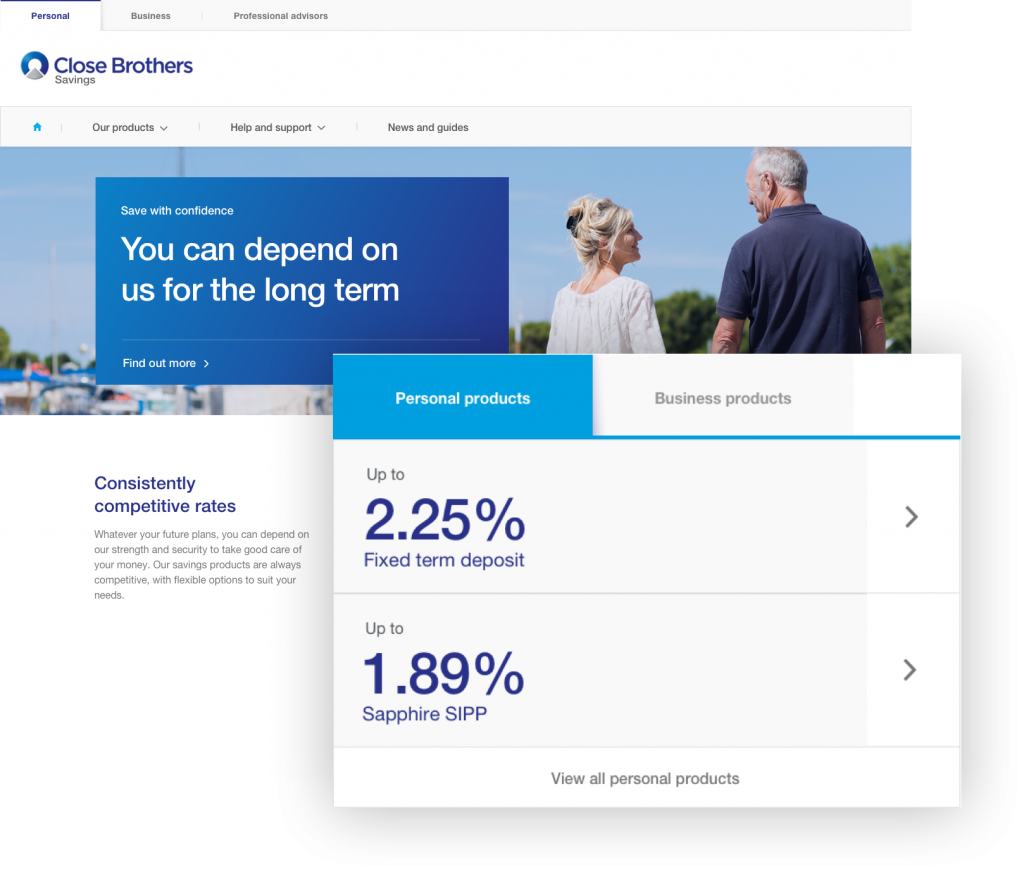 Personal
Business
Professional advisors
Close Brothers
Savings
Our products
Help and support
News and guides
Save with confidence
You can depend on
us for the long term
Find out more
Personal products
Business products
Up to
2.25%
Fixed term deposit
Up to
1.89%
Sapphire SIPP
View all personal products
Consistently
competitive rates
Whatever your future plans, you can depend on
our strength and security to take good care of
your money. Our savings products are always
competitive, with flexible options to suit your
needs.